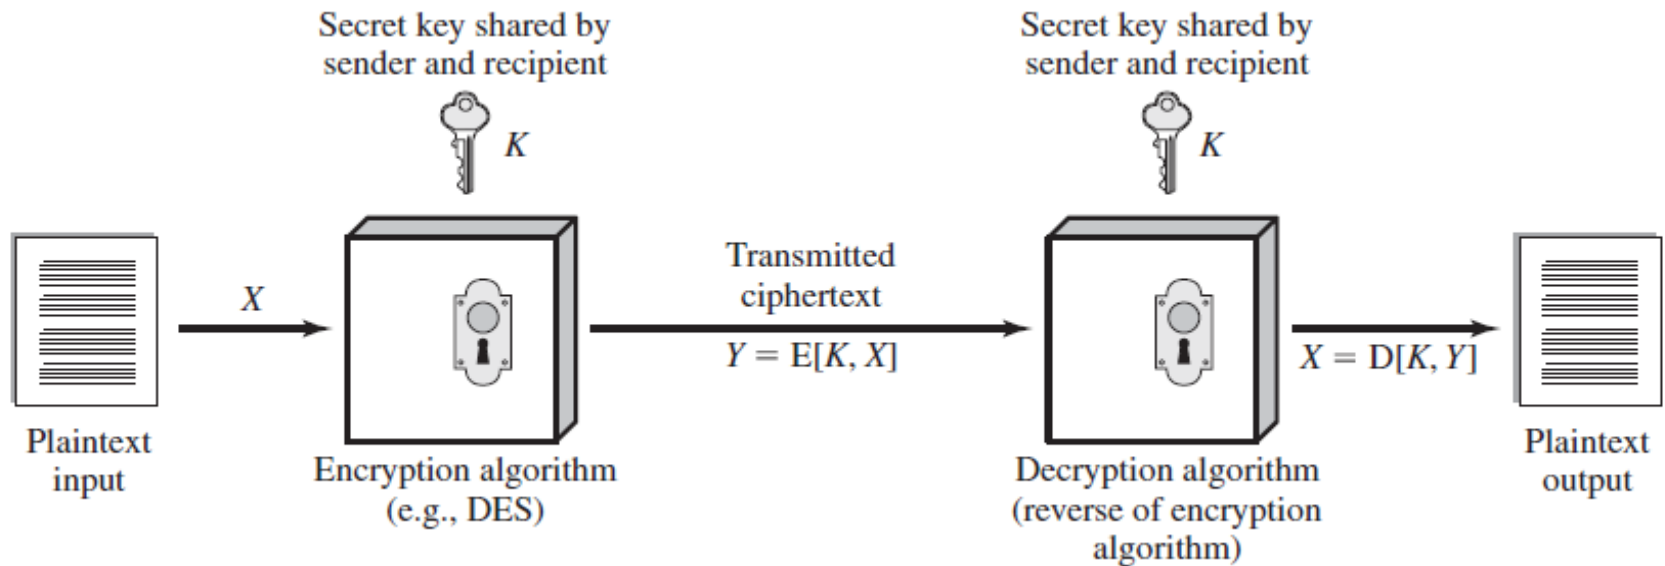 Secret key shared by
sender and recipient
K
Secret key shared by
sender and recipient
K
X
Transmitted
ciphertext
Y = E[K, X]
X = D[K, Y]
Plaintext
input
Encryption algorithm
(e.g., DES)
Decryption algorithm
(reverse of encryption
algorithm)
Plaintext
output